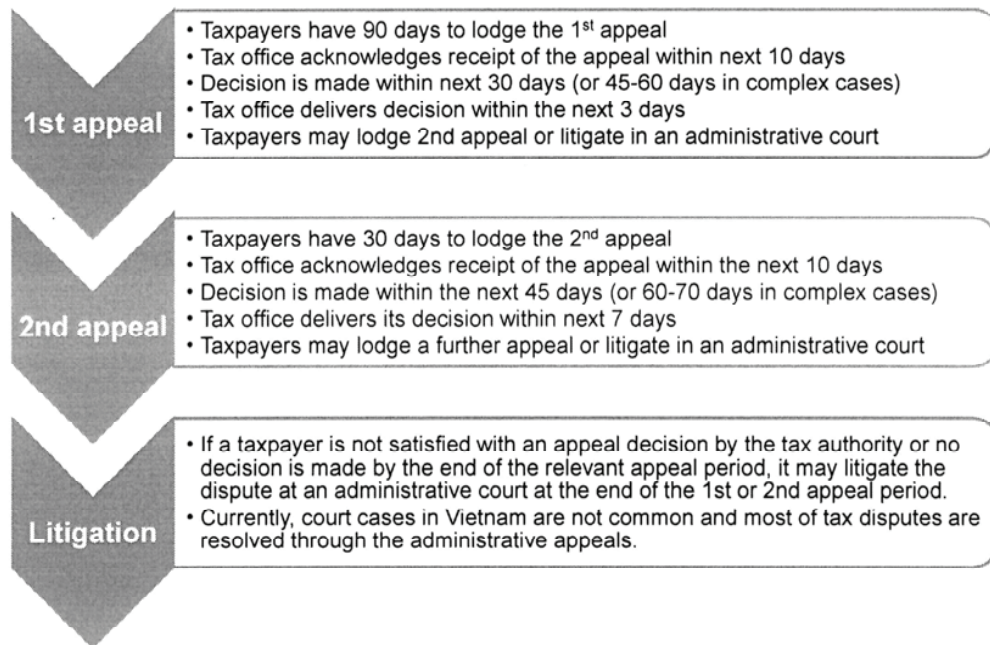 1st appeal
• Taxpayers have 90 days to lodge the 1st appeal
• Tax office acknowledges receipt of the appeal within next 10 days
• Decision is made within next 30 days (or 45-60 days in complex cases)
• Tax office delivers decision within the next 3 days
• Taxpayers may lodge 2nd appeal or litigate in an administrative court
2nd appeal
• Taxpayers have 30 days to lodge the 2nd appeal
• Tax office acknowledges receipt of the appeal within the next 10 days
• Decision is made within the next 45 days (or 60-70 days in complex cases)
• Tax office delivers its decision within next 7 days
• Taxpayers may lodge a further appeal or litigate in an administrative court
Litigation
• If a taxpayer is not satisfied with an appeal decision by the tax authority or no
decision is made by the end of the relevant appeal period, it may litigate the
dispute at an administrative court at the end of the 1st or 2nd appeal period.
• Currently, court cases in Vietnam are not common and most of tax disputes are
resolved through the administrative appeals.